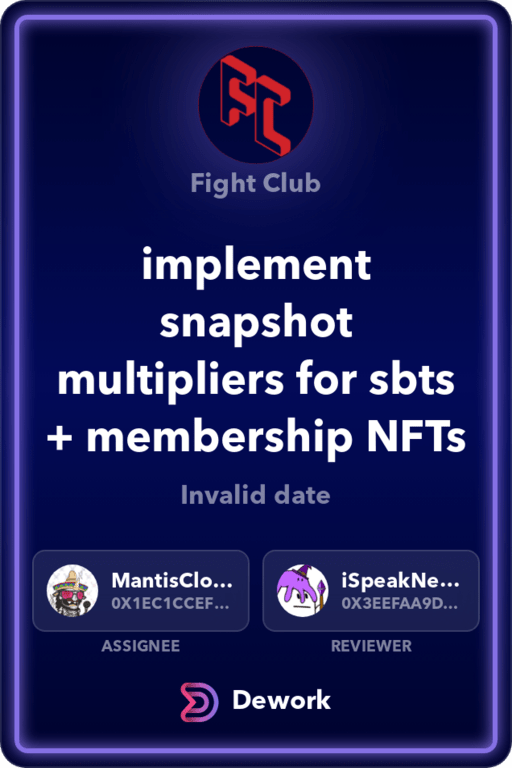 FC
Fight Club
implement
snapshot
multipliers for sbts
+ membership NFTs
Invalid date
MantisClo...
0X1EC1CCEF...
ASSIGNEE
iSpeakNe...
0X3EEFAA9D...
REVIEWER
Dework